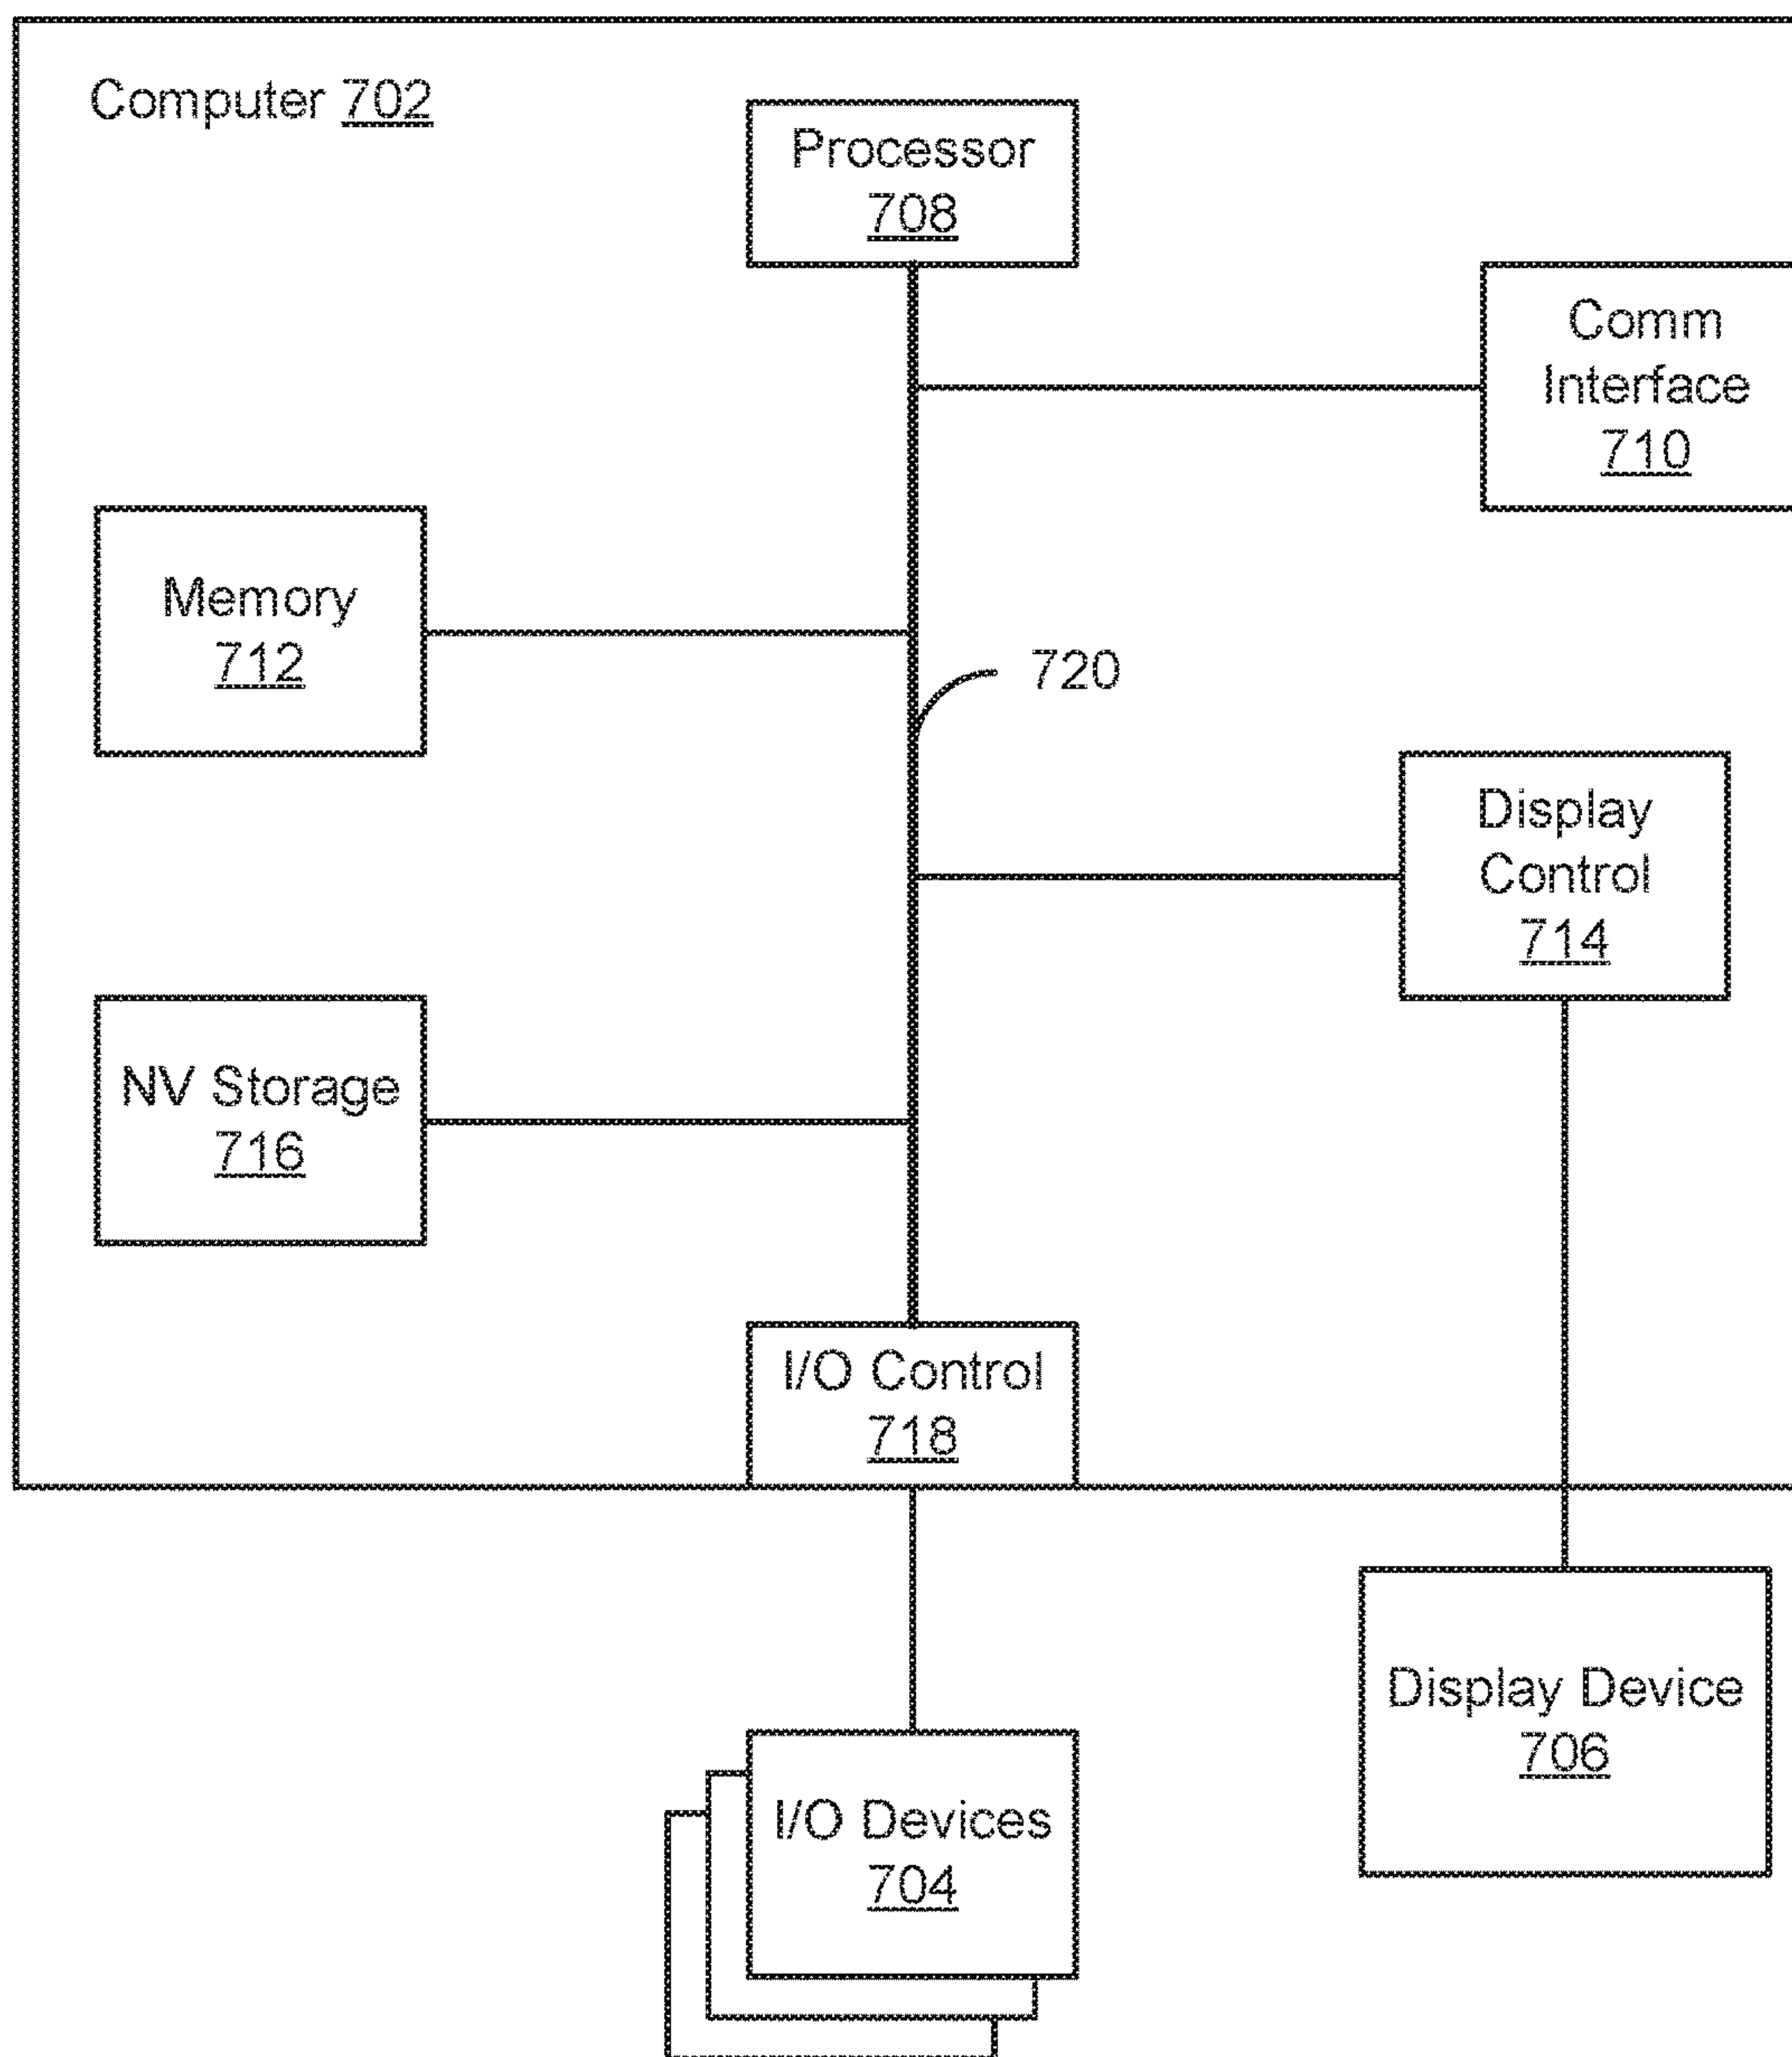 Computer 702
Processor
708
Comm
Interface
710
Memory
712
720
Display
Control
714
NV Storage
716
I/O Control
718
Display Device
706
I/O Devices
704